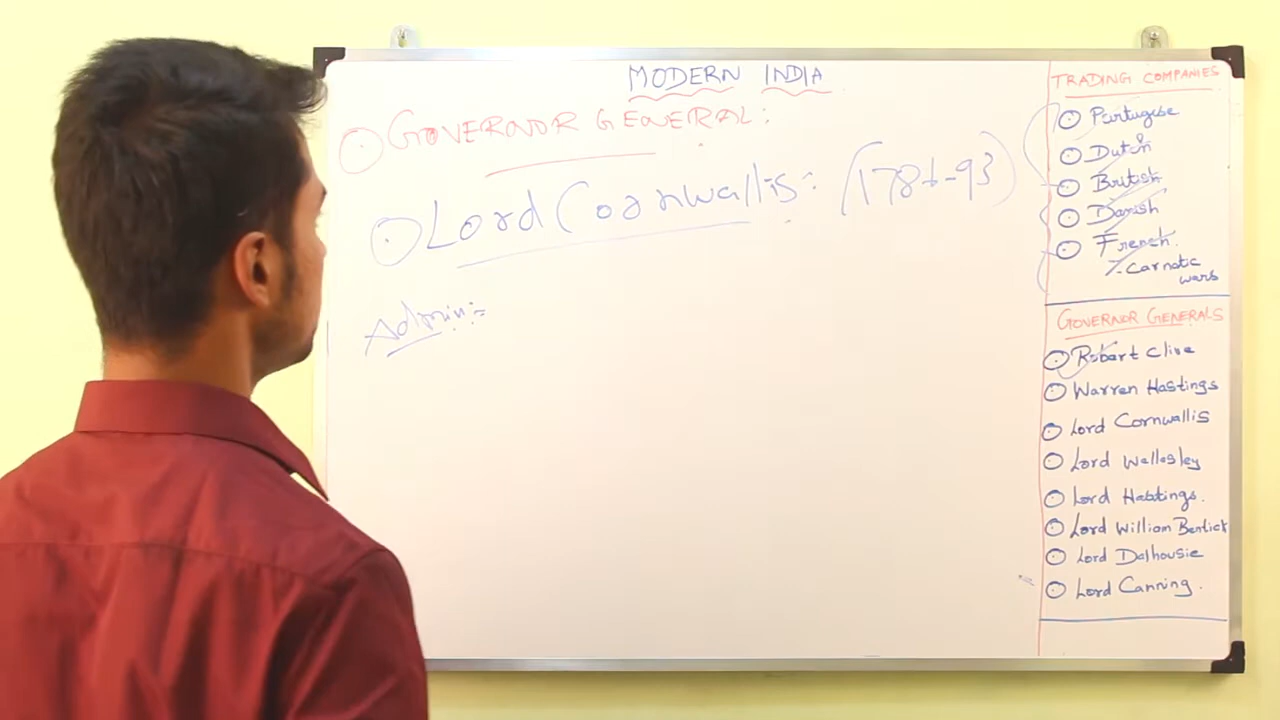 MODERN INDIA
GOVERNOR GENERAL:
Lord Cornwallis: (1786-93)
Admin:-
TRADING COMPANIES
Portugese
Dutch
British
Danish
French.
Carnatic
wars
GOVERNOR GENERALS
Robert Clive
Warren Hastings
Lord Cornwallis
Lord Wellesley
Lord Hastings.
Lord William Bentick
Lord Dalhousie
Lord Canning.